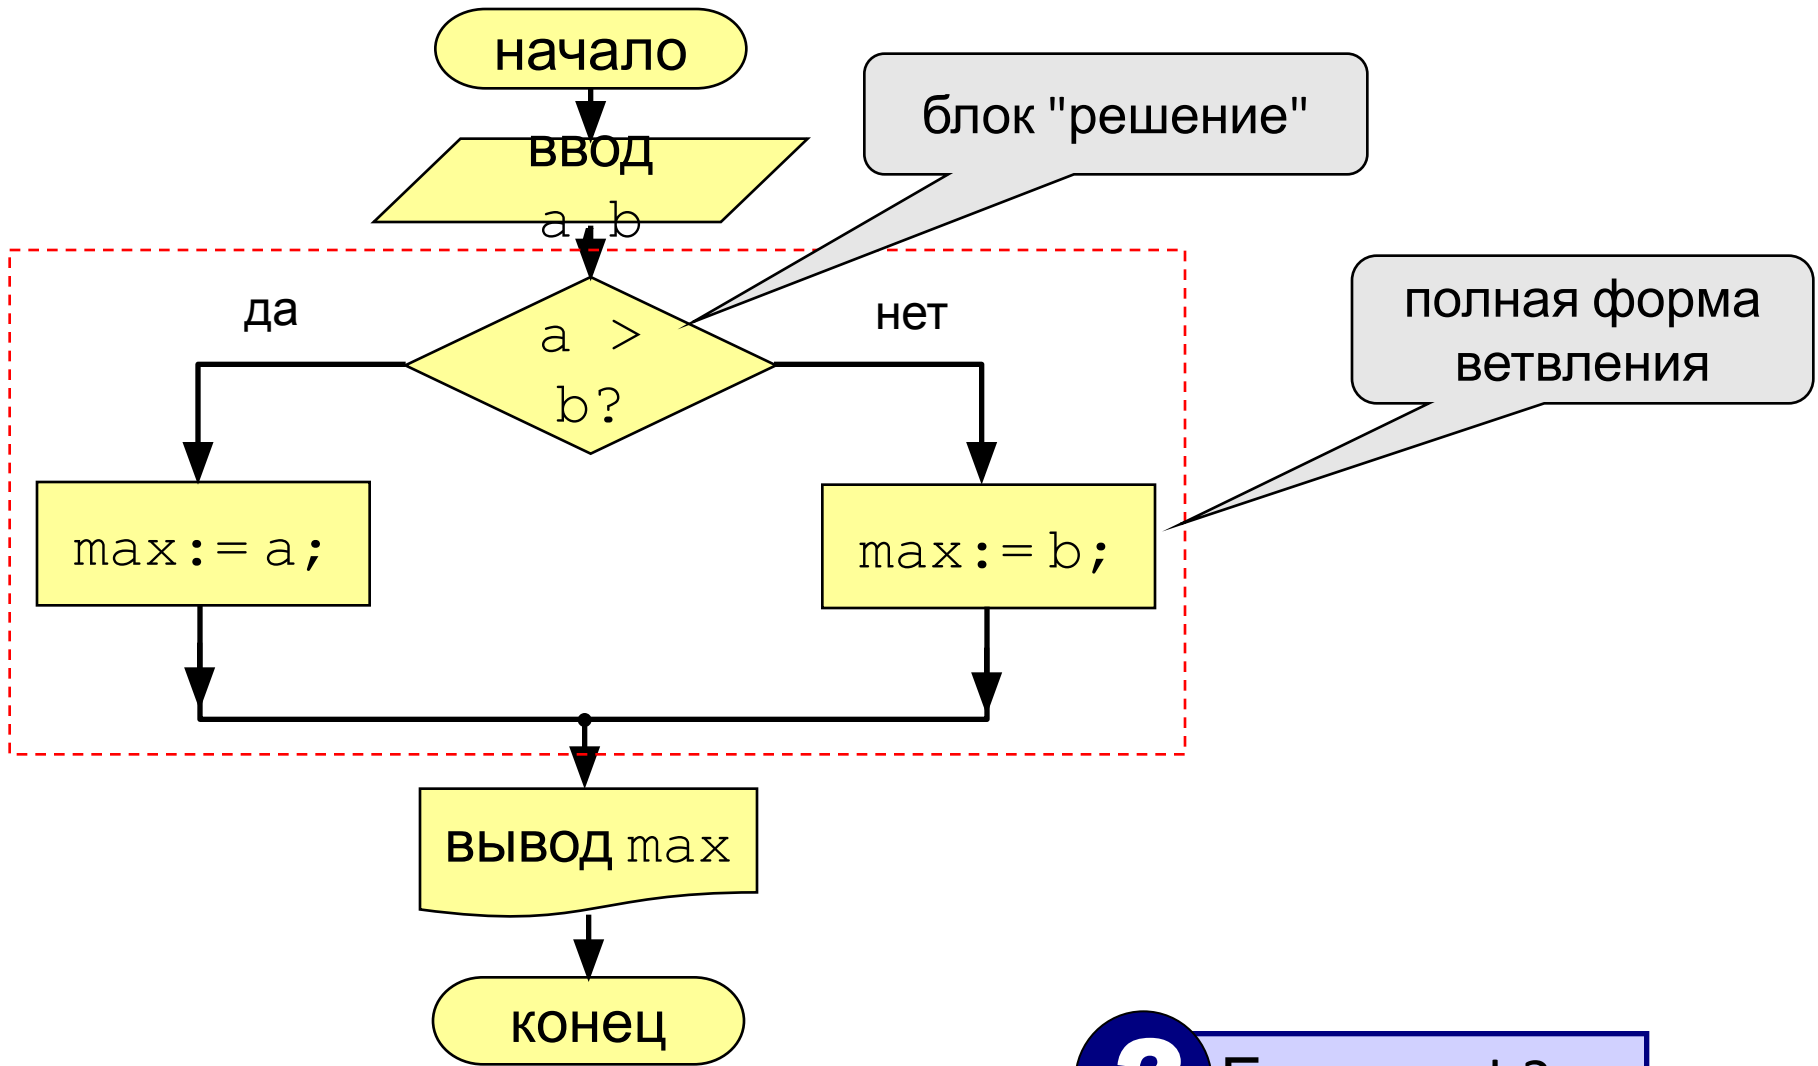 начало
блок "решение"
ввод
a b
да
нет
полная форма
ветвления
a >
b?
max:= a;
max:= b;
вывод max
конец